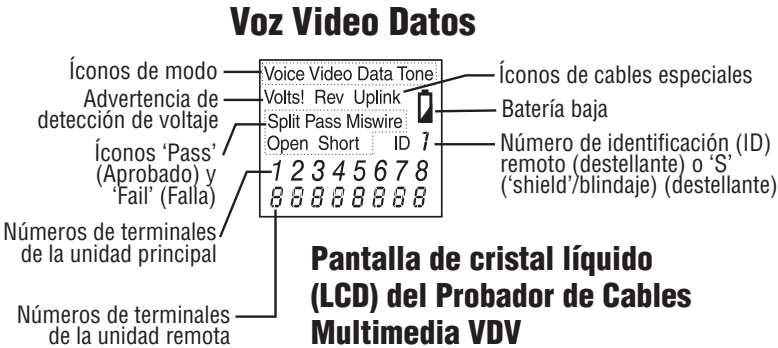 Voz Video Datos
Íconos de modo
Advertencia de
detección de voltaje
Íconos 'Pass'
(Aprobado) y
'Fail' (Falla)
Números de terminales
de la unidad principal
Números de terminales
de la unidad remota
Voice Video Data Tone
Volts! Rev Uplink
Split Pass Miswire
Open Short ID 1
1 2 3 4 5 6 7 8
8 8 8 8 8 8 8 8
Íconos de cables especiales
Batería baja
Número de identificación (ID)
remoto (destellante) o 'S'
('shield'/blindaje) (destellante)
Pantalla de cristal líquido
(LCD) del Probador de Cables
Multimedia VDV